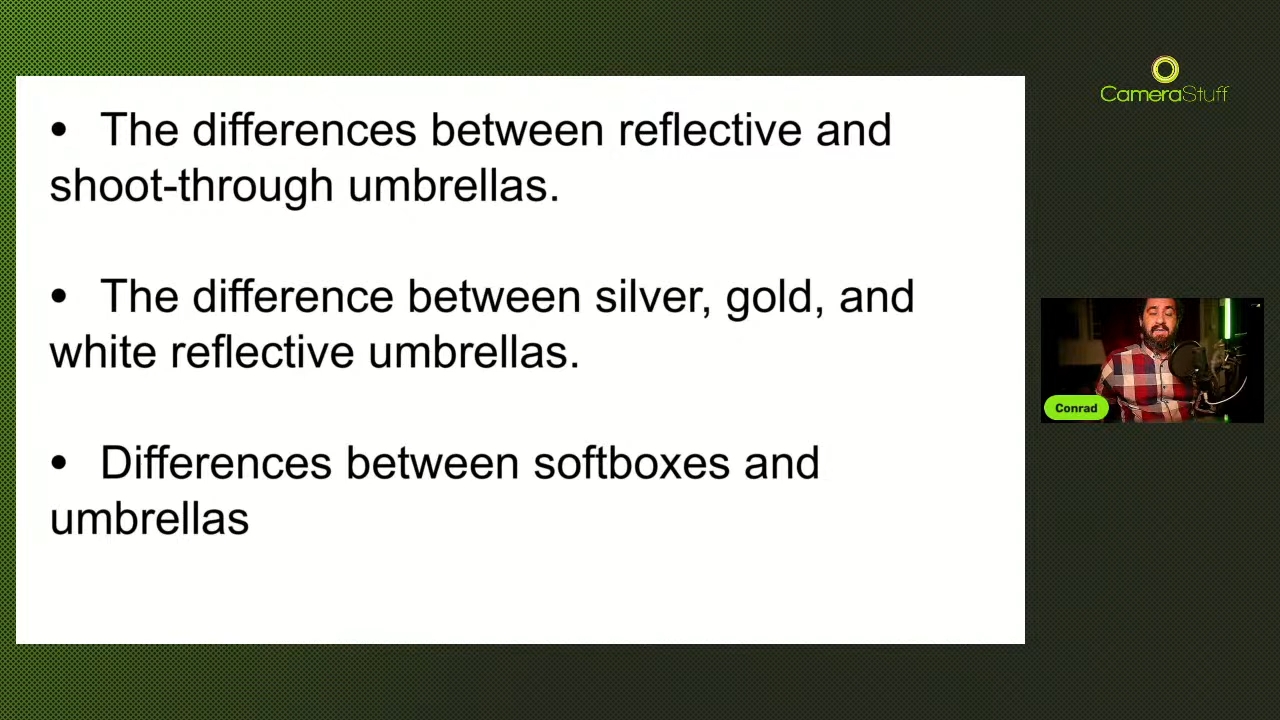 CameraStuff
• The differences between reflective and
shoot-through umbrellas.
• The difference between silver, gold, and
white reflective umbrellas.
• Differences between softboxes and
umbrellas
Conrad